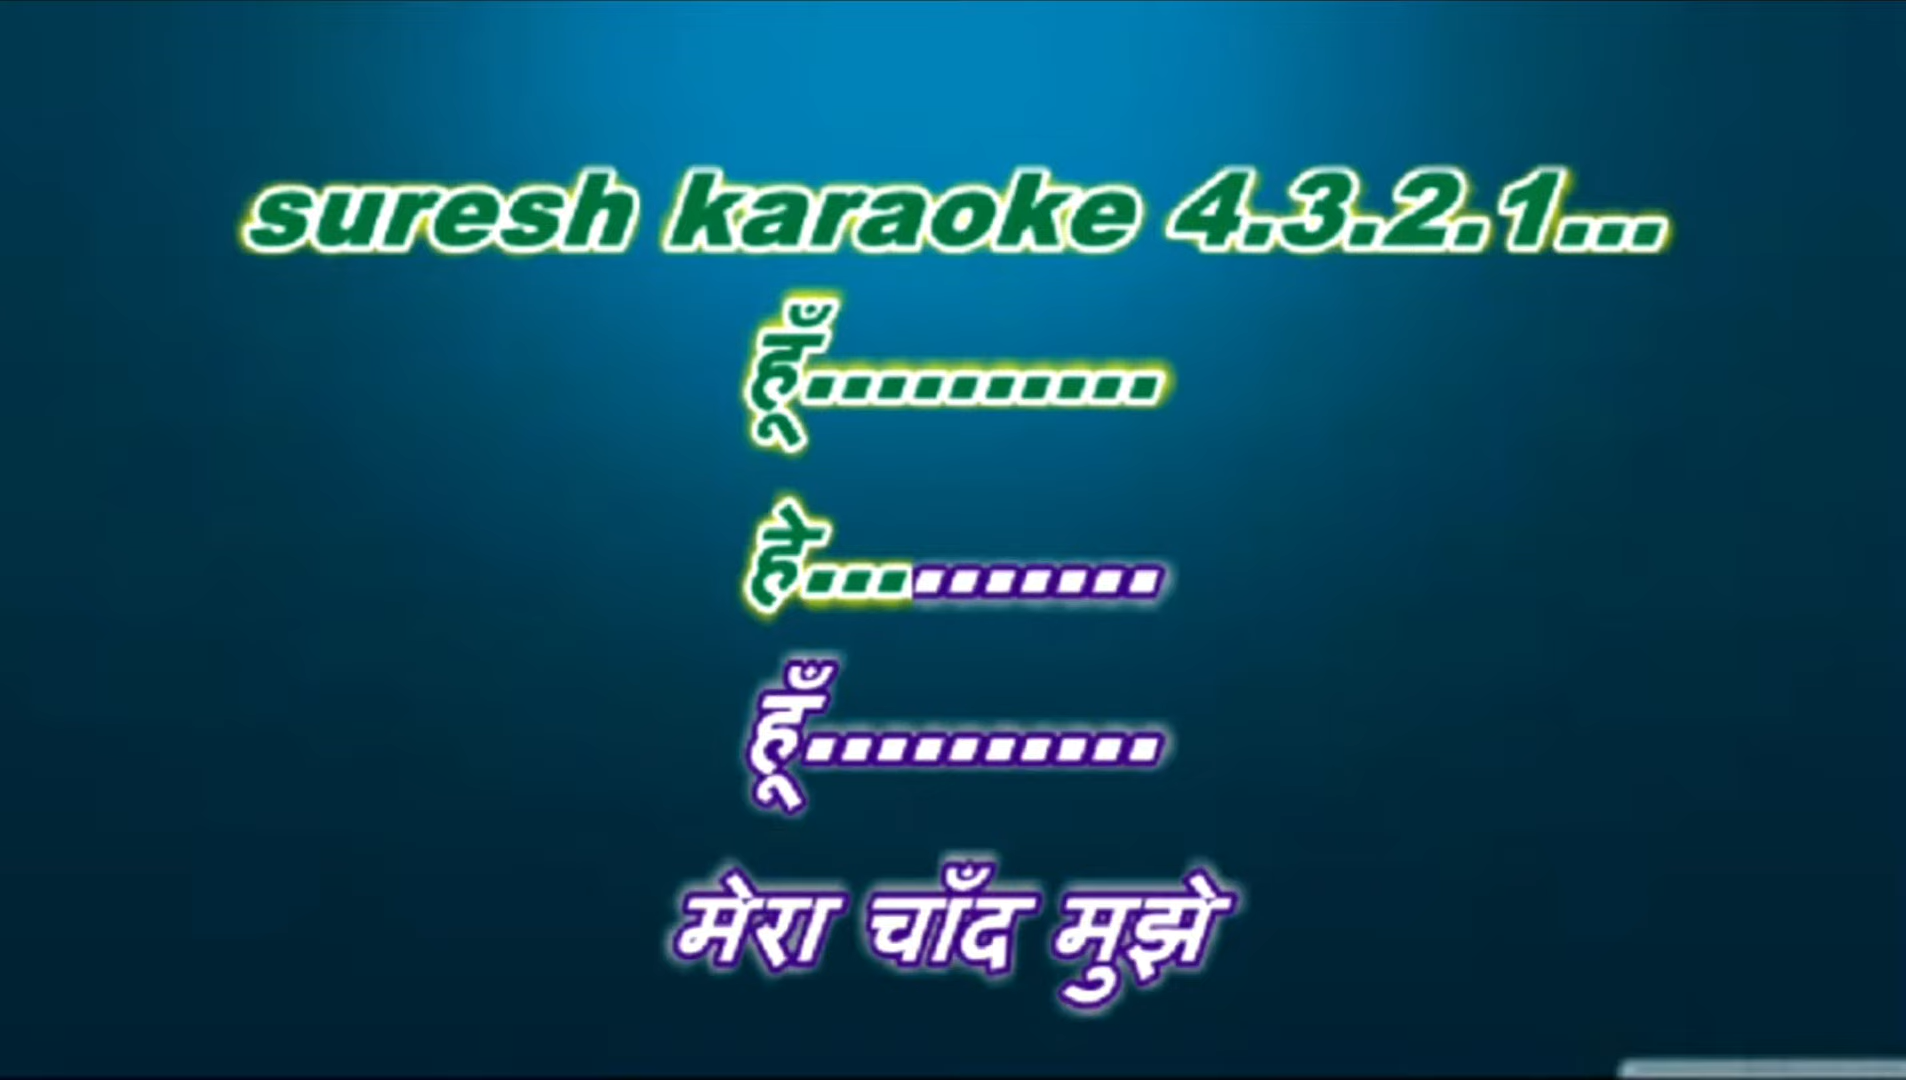 suresh karaoke 4.3.2.1...
हूँ..........
हे..........
हूँ..........
मेरा चाँद मुझे